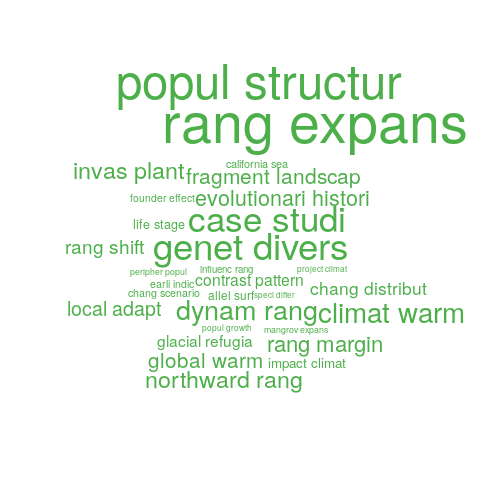 popul structur
rang expans
california sea
invas plant
fragment landscap
founder effect
evolutionari histori
life stage
case studi
rang shift
genet divers
peripher popul
influenc rang
project climat
earli indic
contrast pattern
chang distribut
chang scenario
allel surf
speci differ
local adapt
dynam rang
climat warm
popul growth
mangrov expans
glacial refugia
rang margin
global warm
impact climat
northward rang